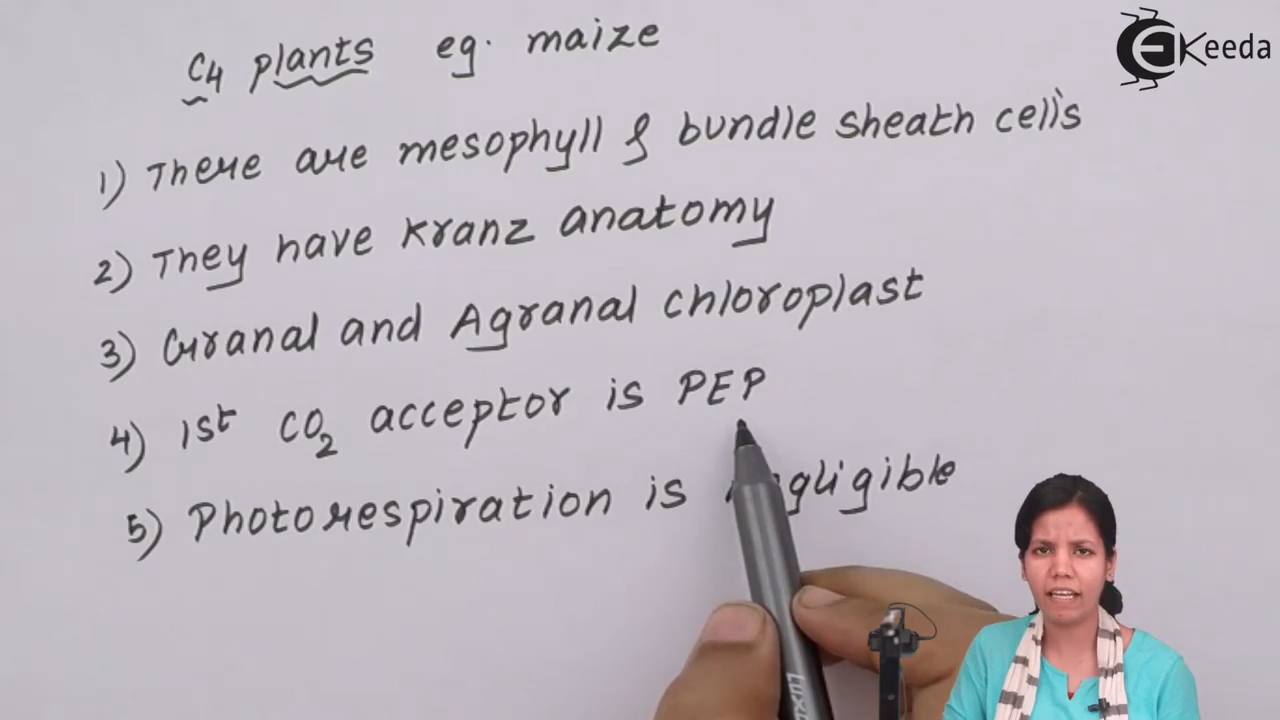 C4 plants eg. maize
EKeeda
1) There are mesophyll & bundle sheath cells
2) They have Kranz anatomy
3) Granal and Agranal chloroplast
4) 1st CO2 acceptor is PEP
5) Photorespiration is negligible